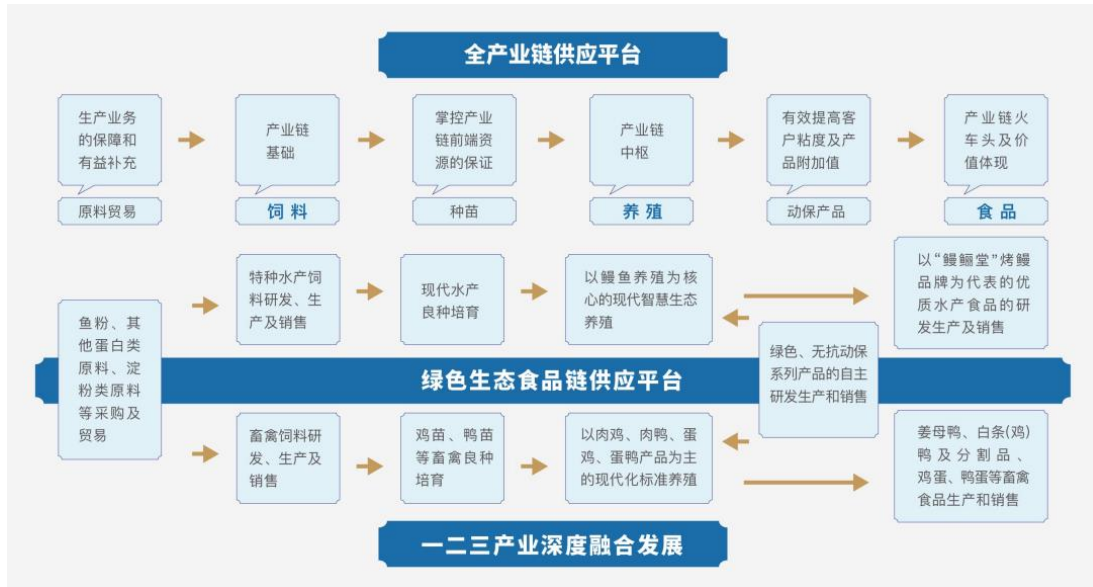 全产业链供应平台
生产业务
的保障和
有益补充
产业链
基础
掌控产业
链前端资
源的保证
产业链
中枢
有效提高客
户粘度及产
品附加值
产业链火
车头及价
值体现
原料贸易
饲料
种苗
养殖
动保产品
食品
鱼粉、其
他蛋白类
原料、淀
粉类原料
等采购及
贸易
特种水产饲
料研发、生
产及销售
现代水产
良种培育
以鳗鱼养殖为核
心的现代智慧生态
养殖
以“鳗鲡堂”烤鳗
品牌为代表的优
质水产食品的研
发生产及销售
绿色生态食品链供应平台
绿色、无抗动保
系列产品的自主
研发生产和销售
畜禽饲料研
发、生产及
销售
鸡苗、鸭苗
等畜禽良种
培育
以肉鸡、肉鸭、蛋
鸡、蛋鸭产品为主
的现代化标准养殖
姜母鸭、白条(鸡)
鸭及分割品、
鸡蛋、鸭蛋等畜禽
食品生产和销售
一二三产业深度融合发展